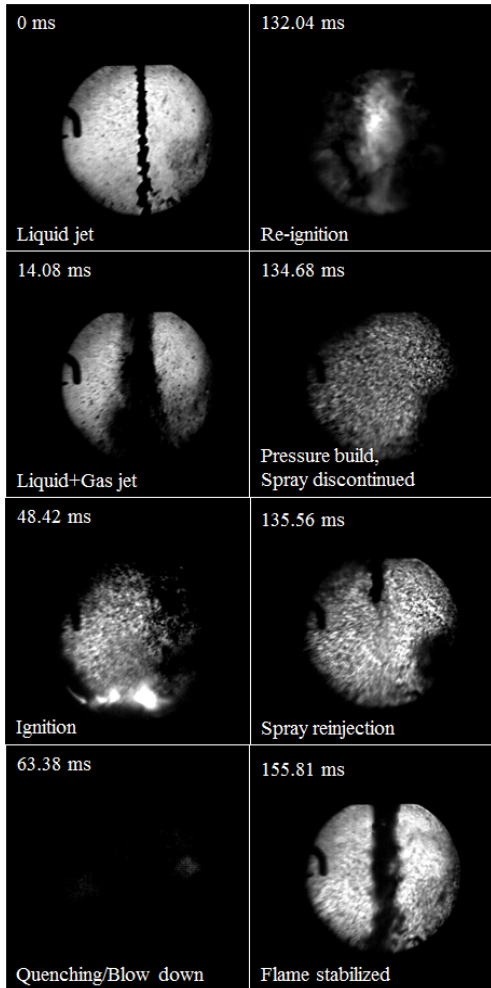 0 ms
Liquid jet
14.08 ms
Liquid+Gas jet
48.42 ms
Ignition
63.38 ms
Quenching/Blow down
132.04 ms
Re-ignition
134.68 ms
Pressure build,
Spray discontinued
135.56 ms
Spray reinjection
155.81 ms
Flame stabilized